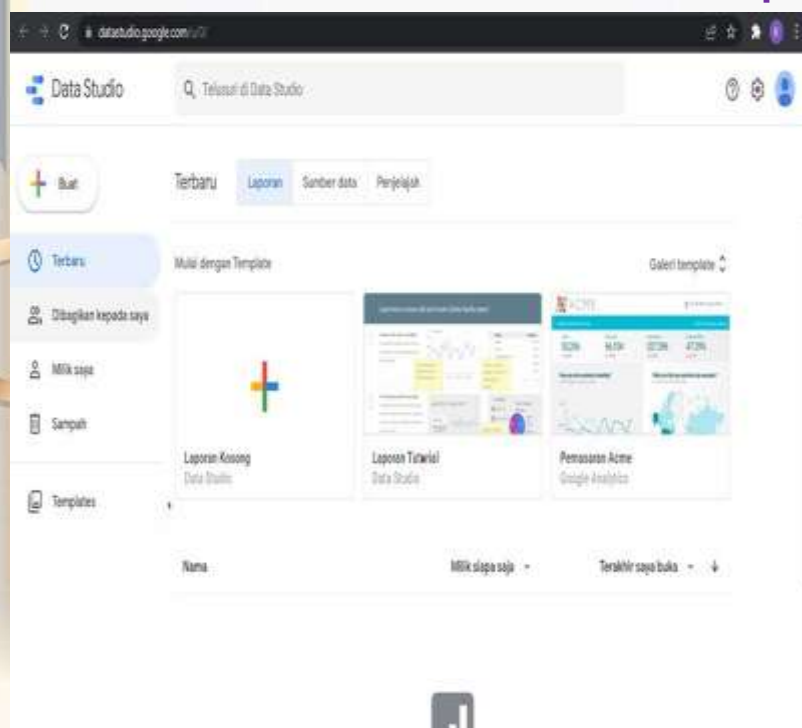 datastudio.google.com/u/0/
Data Studio
Telusuri di Data Studio
Buat
Terbaru
Laporan
Sumber data
Penjelajah
Terbaru
Dibagikan kepada saya
Milik saya
Sampah
Templates
Mulai dengan Template
Galeri template
ACME
Laporan Kosong
Data Studio
Laporan Tutorial
Data Studio
Pemasaran Acme
Google Analytics
Nama
Milik siapa saja
Terakhir saya buka